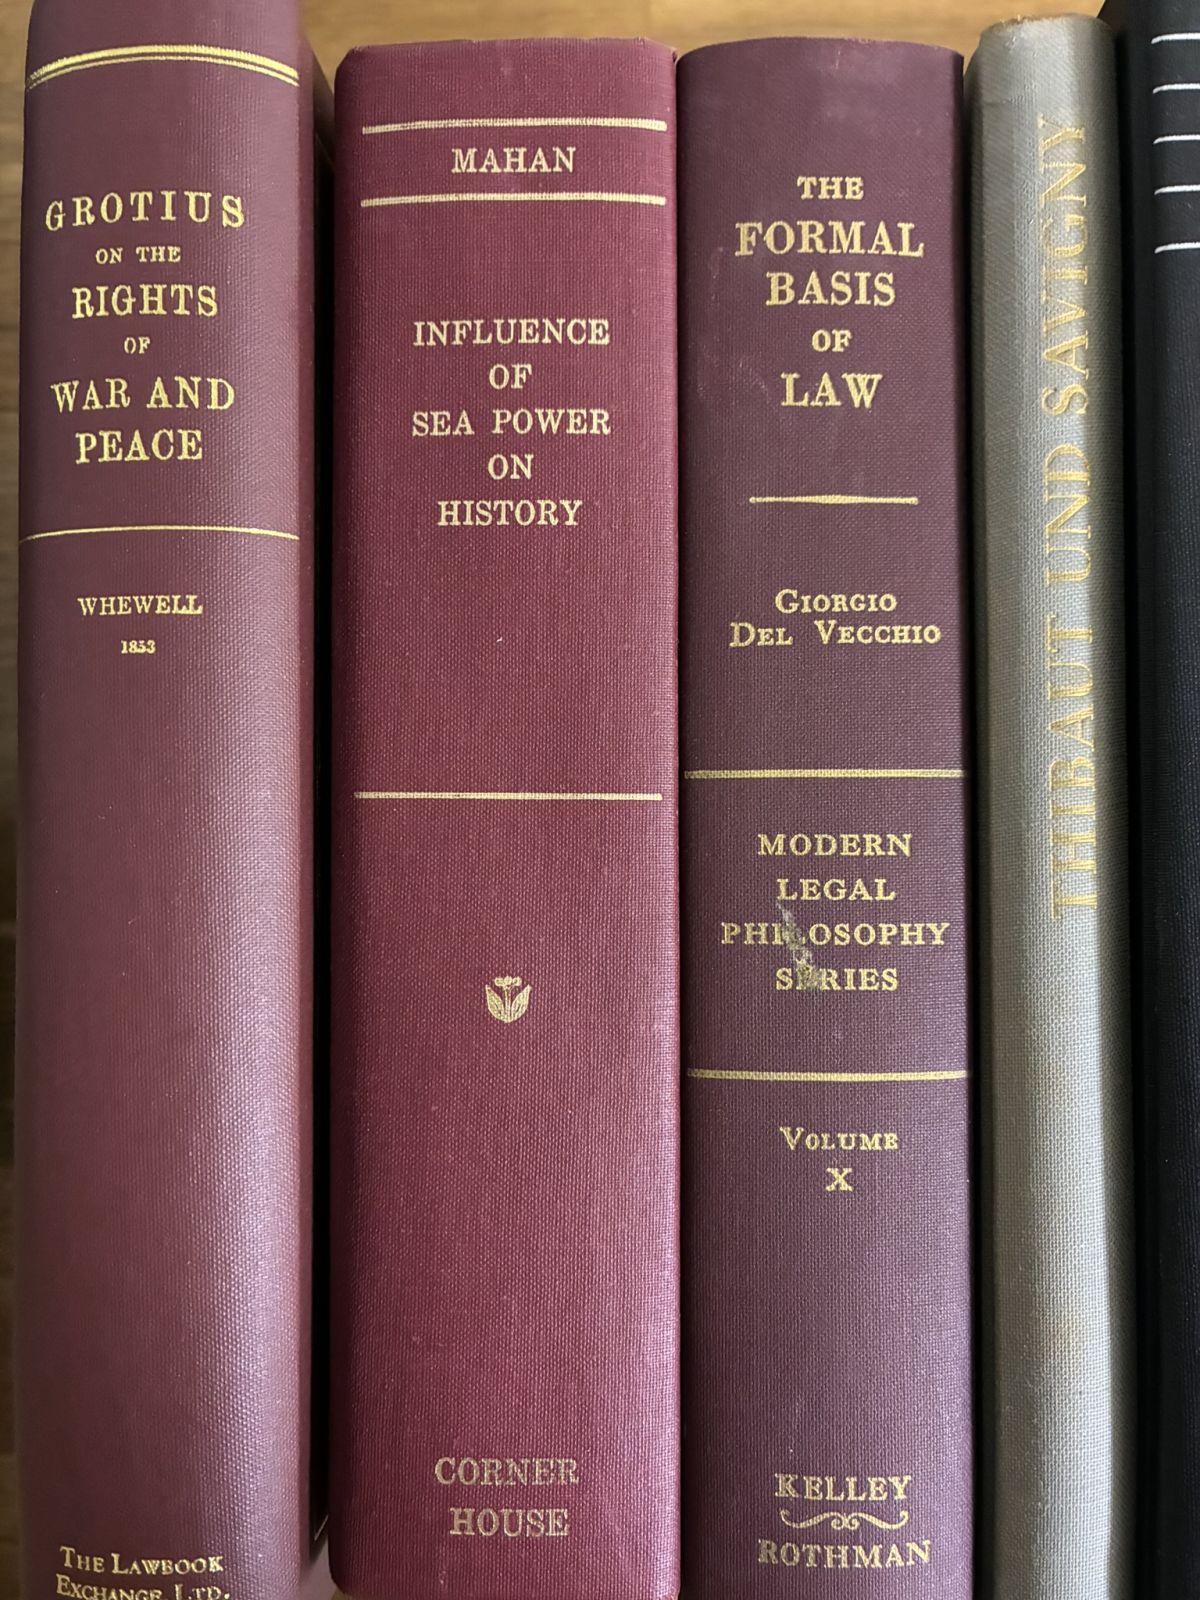 GROTIUS
ON THE
RIGHTS
OF
WAR AND
PEACE
WHEWELL
1853
THE LAWBOOK
EXCHANGE, LTD.
MAHAN
INFLUENCE
OF
SEA POWER
ON
HISTORY
CORNER
HOUSE
THE
FORMAL
BASIS
OF
LAW
GIORGIO
DEL VECCHIO
MODERN
LEGAL
PHILOSOPHY
SERIES
VOLUME
X
KELLEY
ROTHMAN
THIBAUT UND SAVIGNY